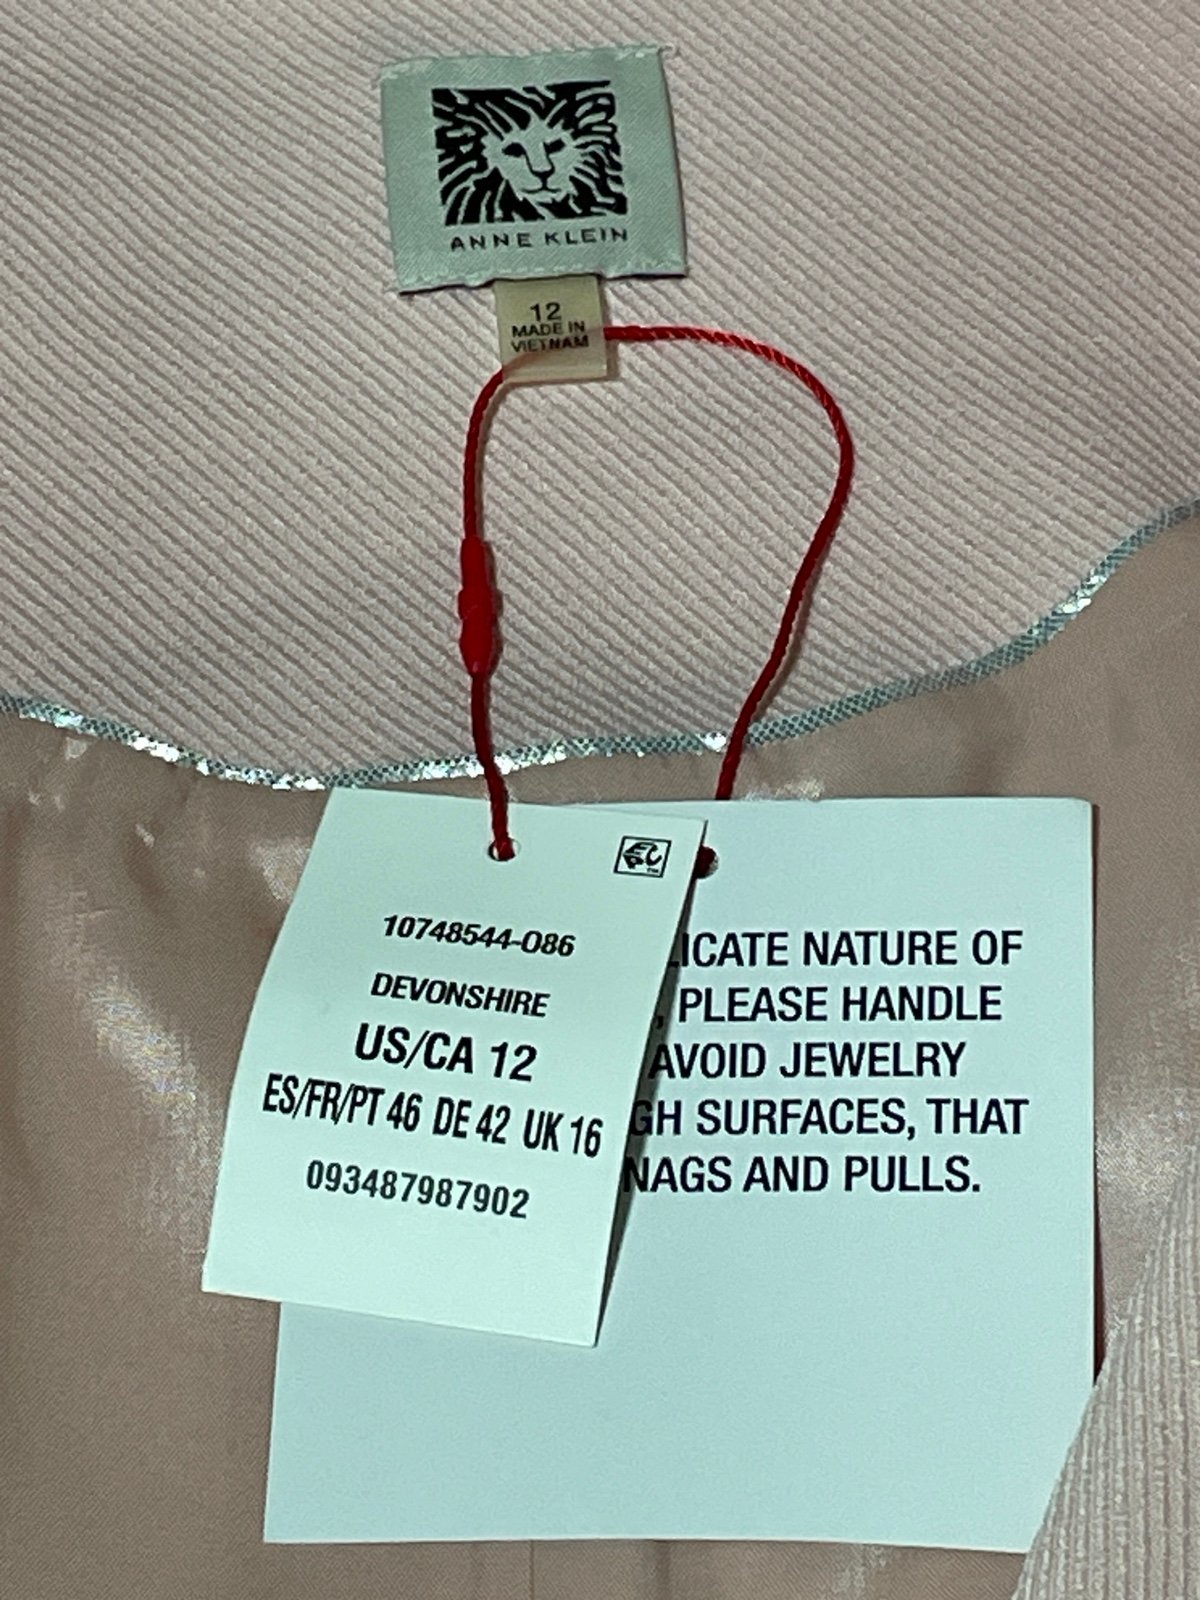 ANNE KLEIN
12
MADE IN
VIETNAM
10748544-O86
DEVONSHIRE
US/CA 12
ES/FR/PT 46 DE 42 UK 16
093487987902
LICATE NATURE OF
, PLEASE HANDLE
AVOID JEWELRY
GH SURFACES, THAT
NAGS AND PULLS.